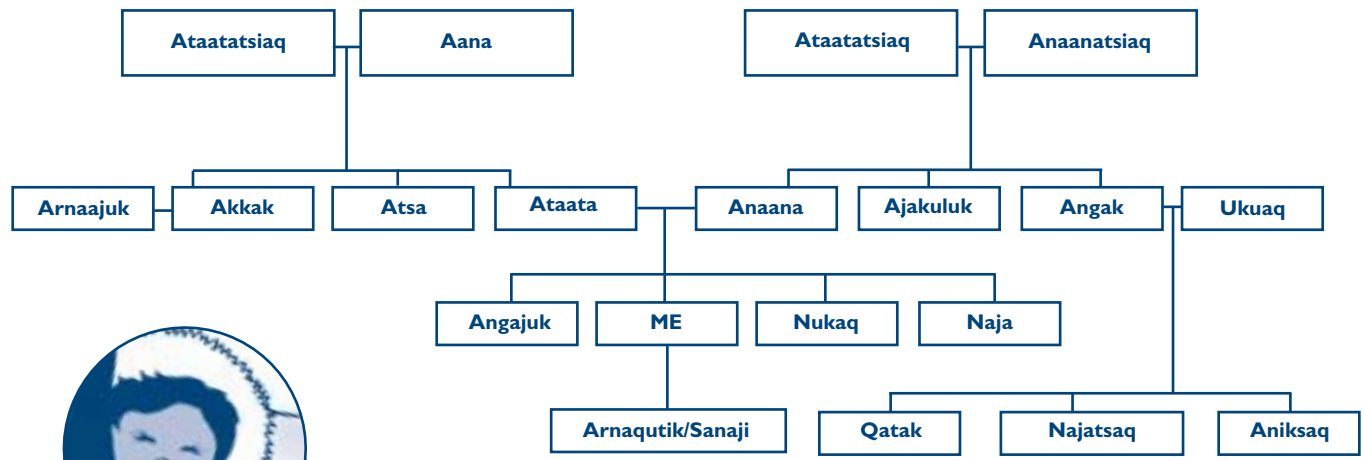 Ataatatsiaq
Aana
Ataatatsiaq
Anaanatsiaq
Arnaajuk
Akkak
Atsa
Ataata
Anaana
Ajakuluk
Angak
Ukuaq
Angajuk
ME
Nukaq
Naja
Arnaqutik/Sanaji
Qatak
Najatsaq
Aniksaq